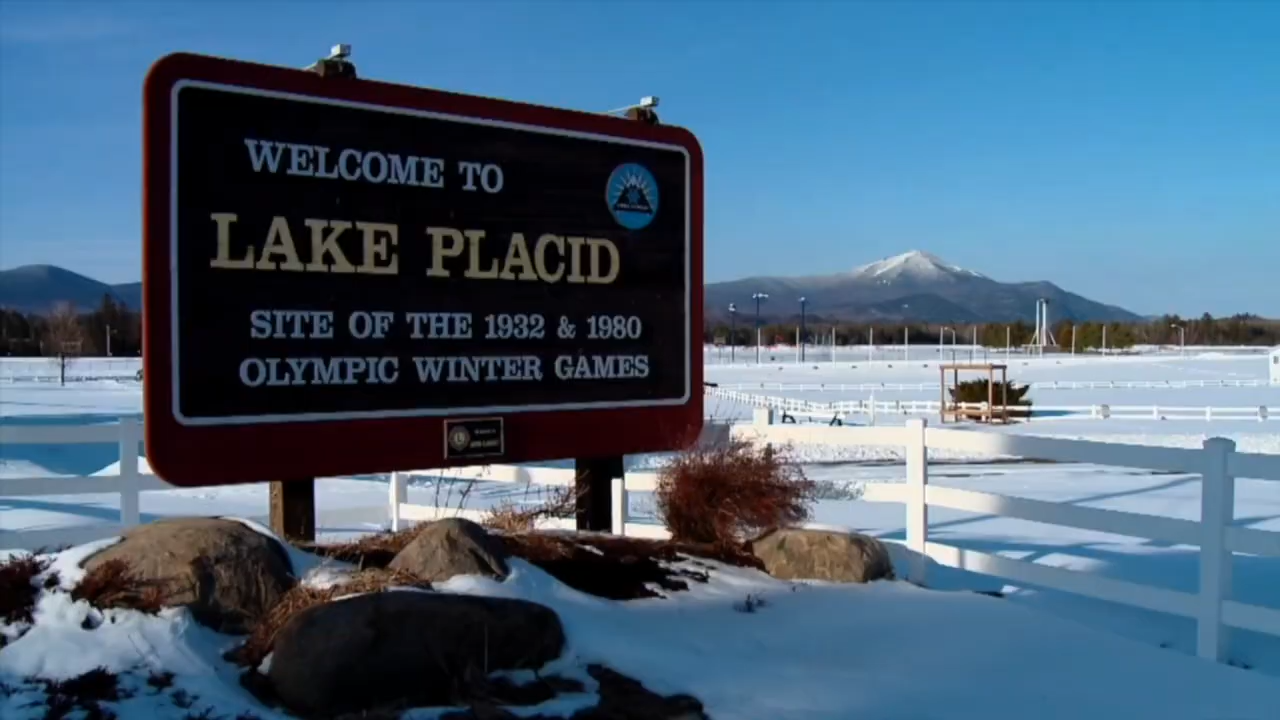 WELCOME TO
LAKE PLACID
SITE OF THE 1932 & 1980
OLYMPIC WINTER GAMES